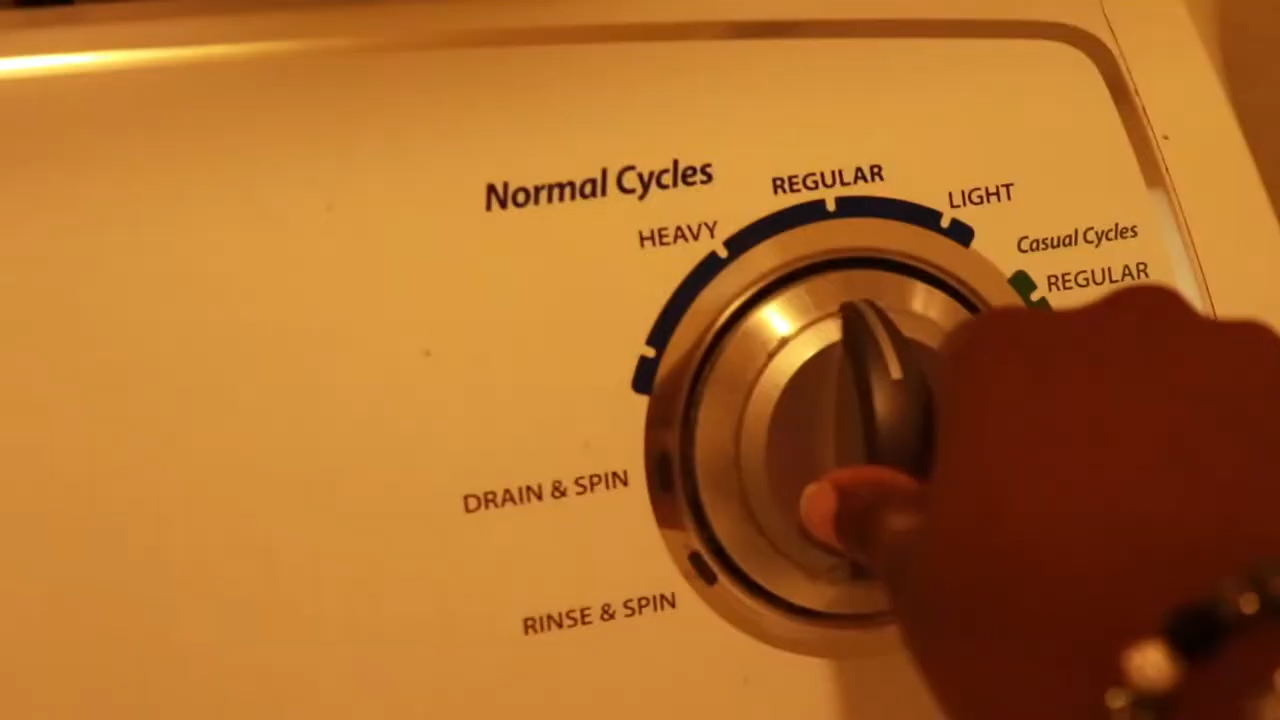 Normal Cycles
HEAVY
REGULAR
LIGHT
Casual Cycles
REGULAR
DRAIN & SPIN
RINSE & SPIN